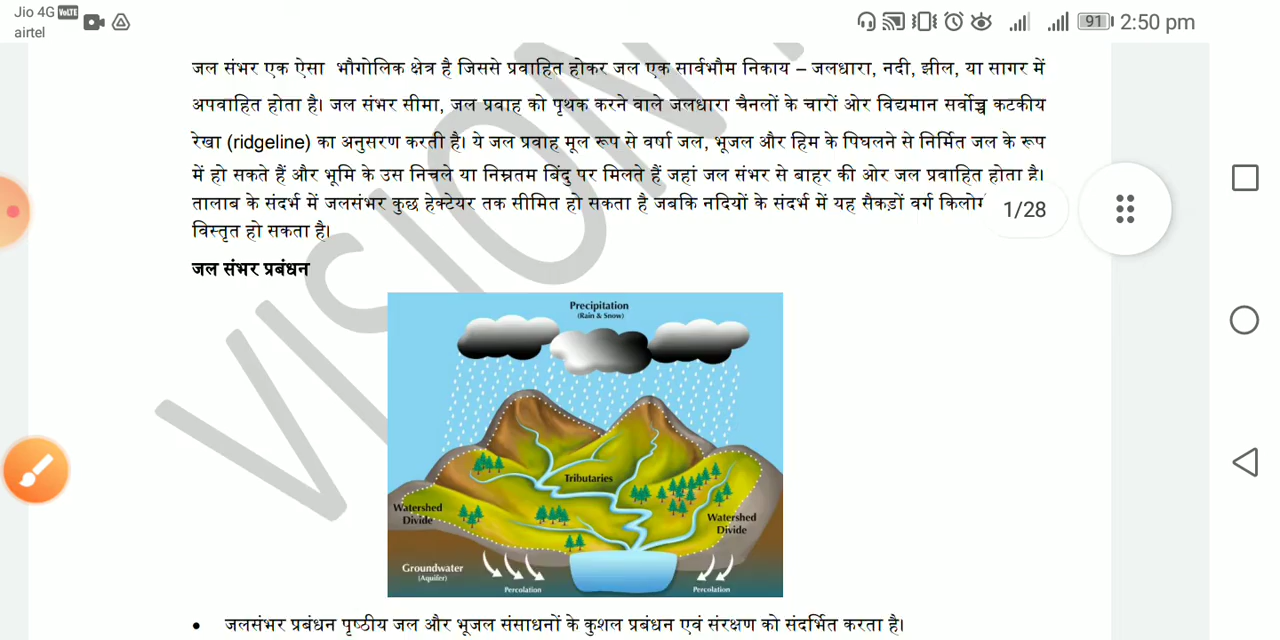 Jio 4G VoLTE
airtel
91 2:50 pm
जल संभर एक ऐसा भौगोलिक क्षेत्र है जिससे प्रवाहित होकर जल एक सार्वभौम निकाय – जलधारा, नदी, झील, या सागर में
अपवाहित होता है। जल संभर सीमा, जल प्रवाह को पृथक करने वाले जलधारा चैनलों के चारों ओर विद्यमान सर्वोच्च कटकीय
रेखा (ridgeline) का अनुसरण करती है। ये जल प्रवाह मूल रूप से वर्षा जल, भूजल और हिम के पिघलने से निर्मित जल के रूप
में हो सकते हैं और भूमि के उस निचले या निम्नतम बिंदु पर मिलते हैं जहां जल संभर से बाहर की ओर जल प्रवाहित होता है।
तालाब के संदर्भ में जलसंभर कुछ हेक्टेयर तक सीमित हो सकता है जबकि नदियों के संदर्भ में यह सैकड़ों वर्ग
1/28
विस्तृत हो सकता है।
जल संभर प्रबंधन
VISION
Precipitation
(Rain & Snow)
Tributaries
Watershed
Divide
Watershed
Divide
Groundwater
(Aquifer)
Percolation
Percolation
• जलसंभर प्रबंधन पृष्ठीय जल और भूजल संसाधनों के कुशल प्रबंधन एवं संरक्षण को संदर्भित करता है।